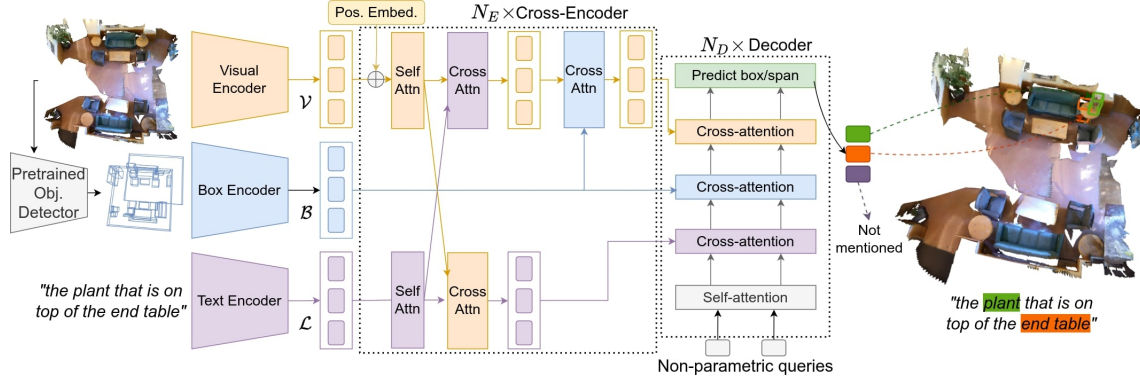 Pos. Embed.
N_E × Cross-Encoder
N_D × Decoder
Visual
Encoder
V
Self
Attn
Cross
Attn
Cross
Attn
Predict box/span
Cross-attention
Pretrained
Obj.
Detector
Box Encoder
B
Cross-attention
Not
mentioned
Cross-attention
"the plant that is on
top of the end table"
Text Encoder
L
Self
Attn
Cross
Attn
Self-attention
Non-parametric queries
"the plant that is on
top of the end table"